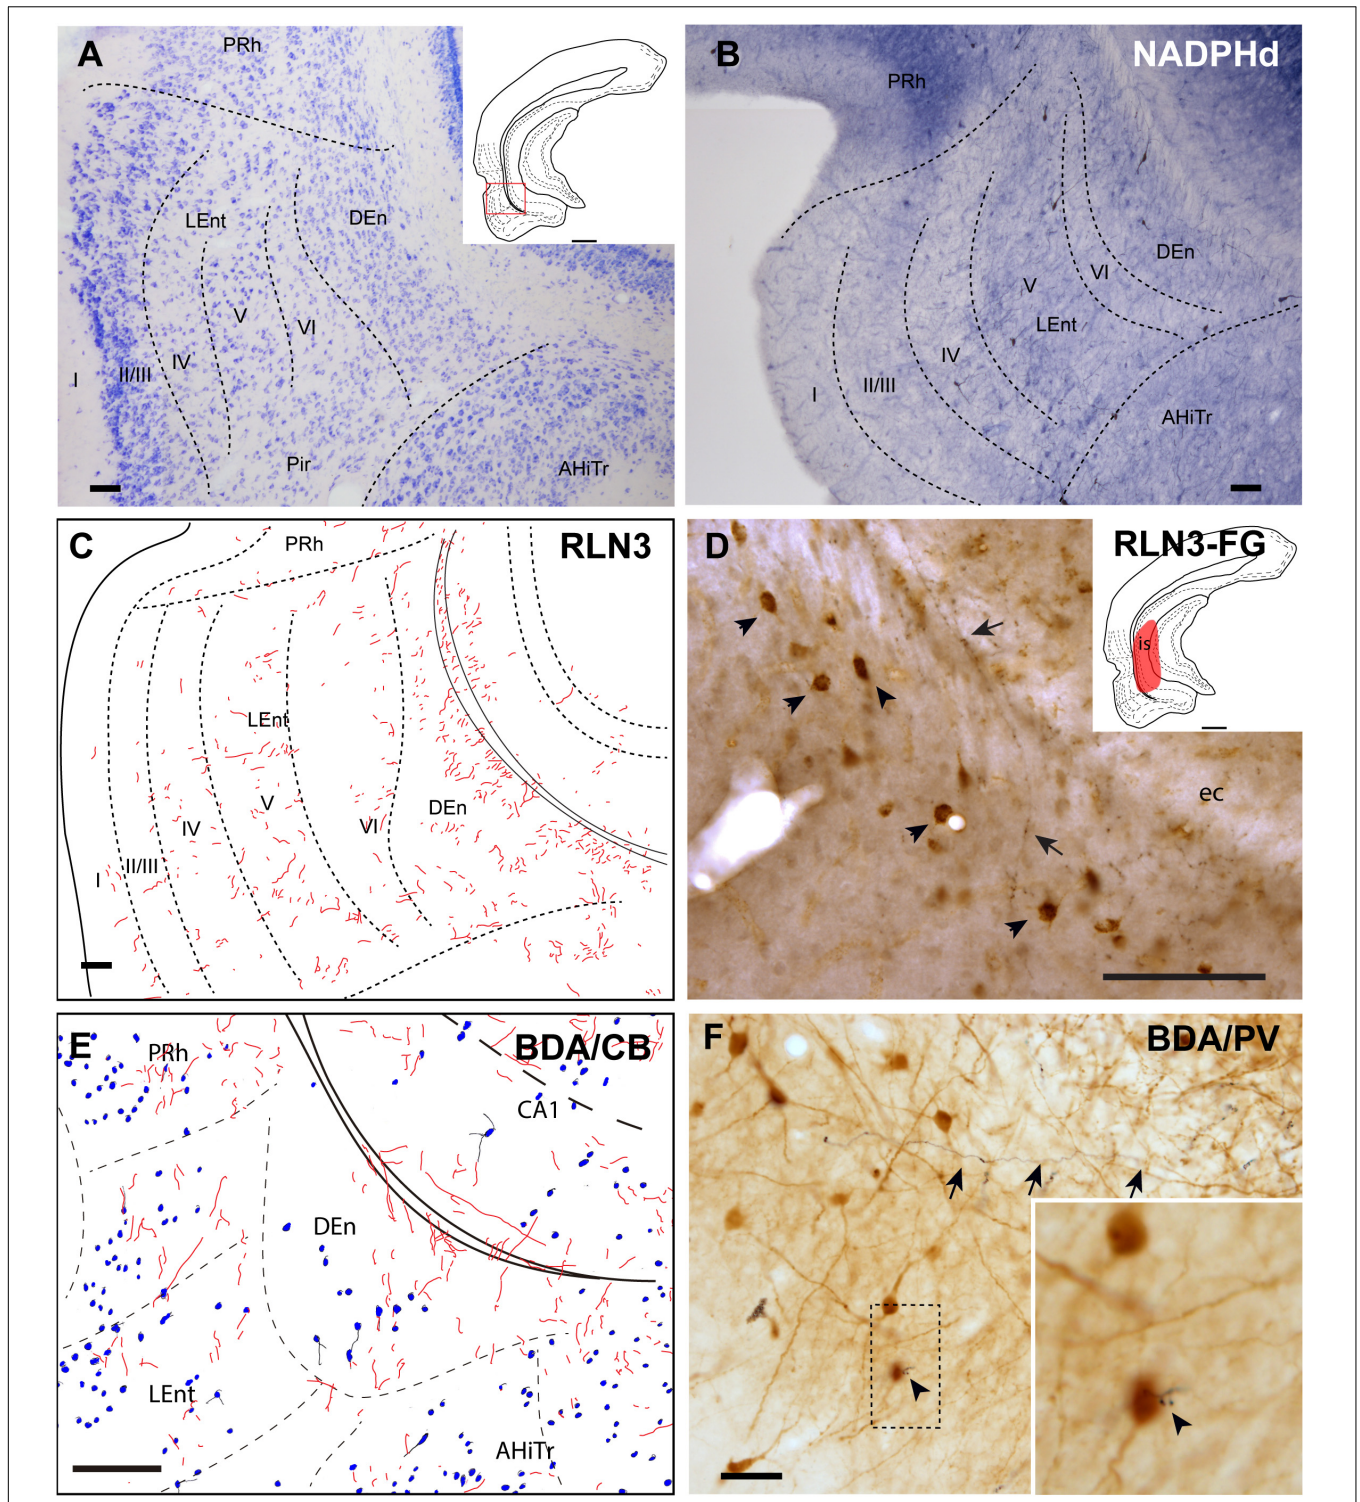 A
PRh
LEnt
DEn
V
VI
IV
I
II/III
Pir
AHiTr
B
NADPHd
PRh
DEn
V
VI
LEnt
IV
II/III
I
AHiTr
C
PRh
RLN3
LEnt
V
DEn
IV
VI
II/III
I
D
RLN3-FG
is
ec
E
PRh
BDA/CB
CA1
DEn
LEnt
AHiTr
F
BDA/PV